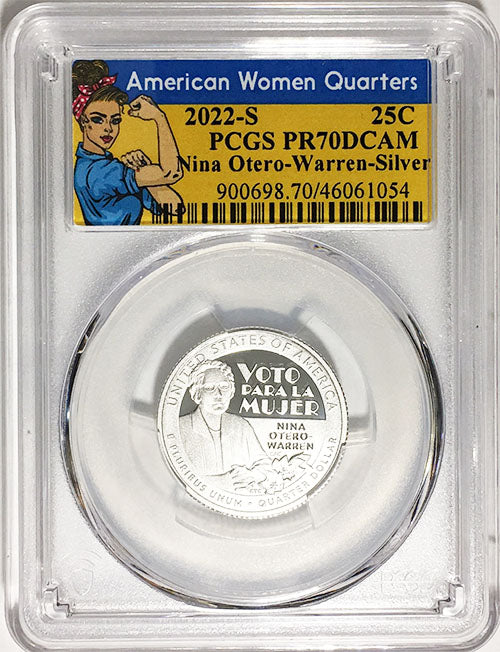 American Women Quarters
2022-S 25C
PCGS PR70DCAM
Nina Otero-Warren-Silver
900698.70/46061054
UNITED STATES OF AMERICA
VOTO
PARA LA
MUJER
NINA
OTERO-
WARREN
E PLURIBUS UNUM • QUARTER DOLLAR